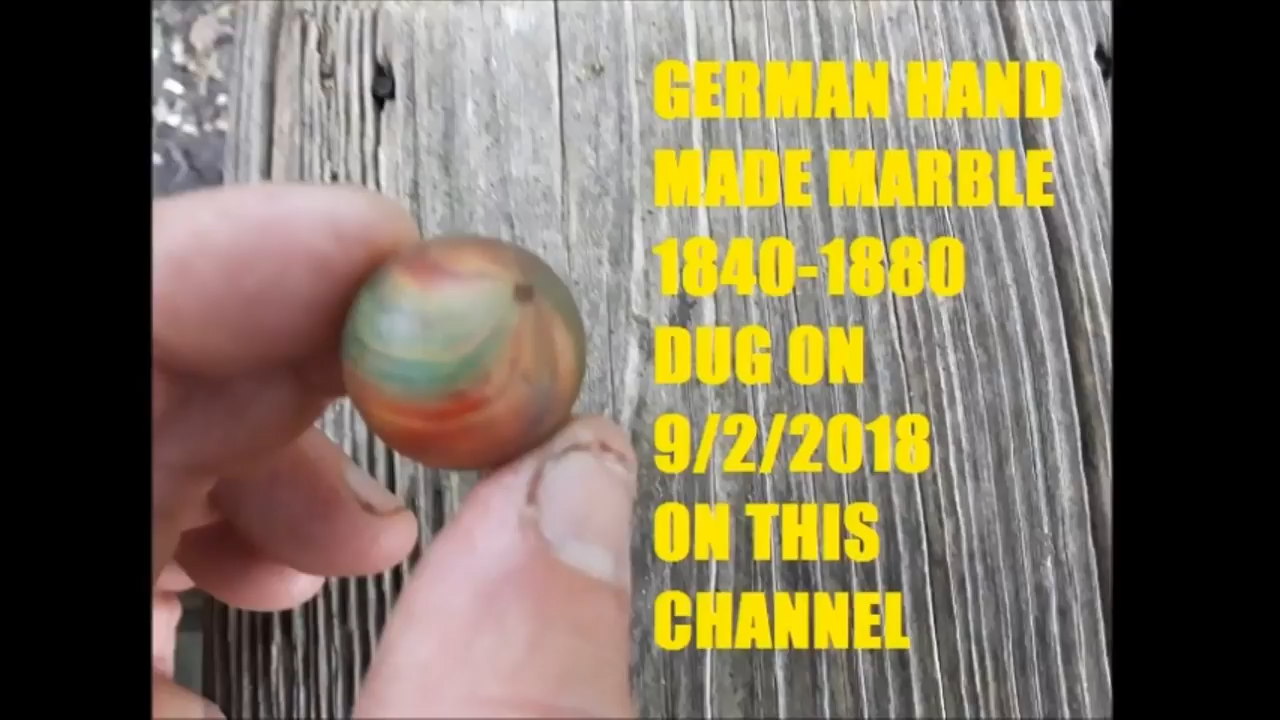 GERMAN HAND
MADE MARBLE
1840-1880
DUG ON
9/2/2018
ON THIS
CHANNEL